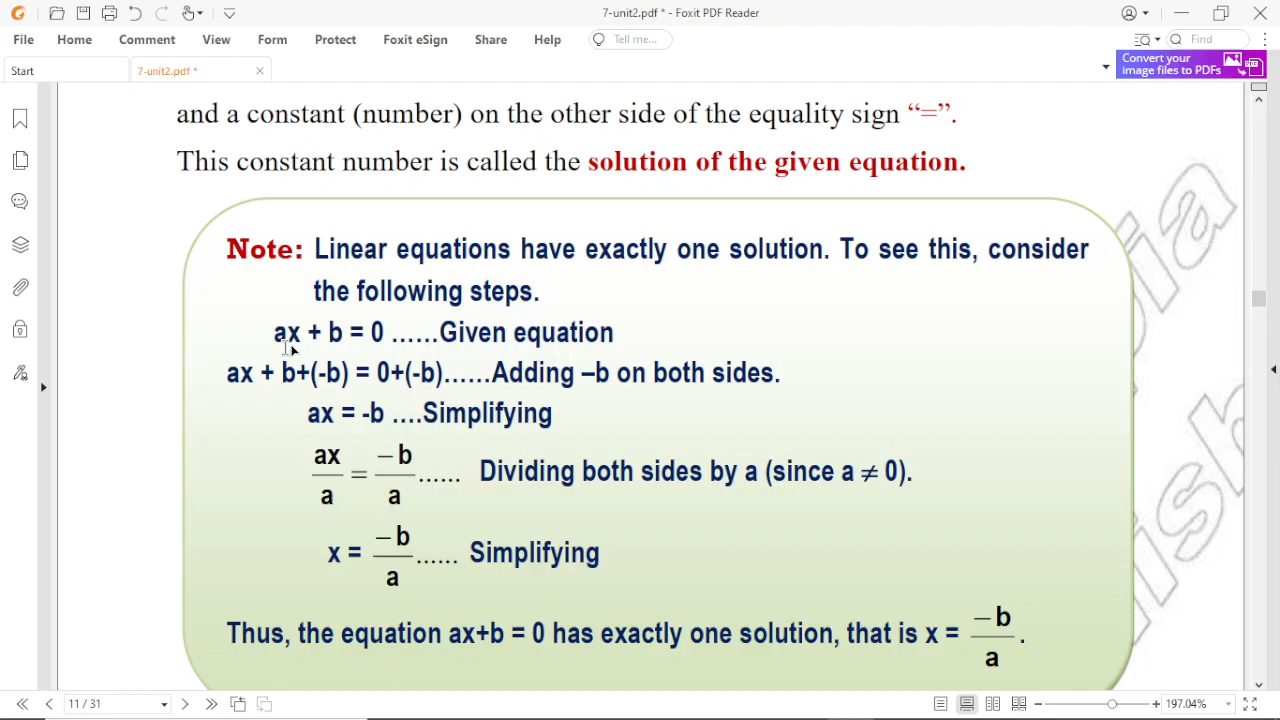 7-unit2.pdf * - Foxit PDF Reader
File Home Comment View Form Protect Foxit eSign Share Help Tell me... Find
Start 7-unit2.pdf * Convert your
image files to PDFs
and a constant (number) on the other side of the equality sign “=”.
This constant number is called the solution of the given equation.
Note: Linear equations have exactly one solution. To see this, consider
the following steps.
ax + b = 0 ......Given equation
ax + b+(-b) = 0+(-b)......Adding –b on both sides.
ax = -b ....Simplifying
ax/a = −b/a ...... Dividing both sides by a (since a ≠ 0).
x = −b/a ...... Simplifying
Thus, the equation ax+b = 0 has exactly one solution, that is x = −b/a .
11 / 31 197.04%